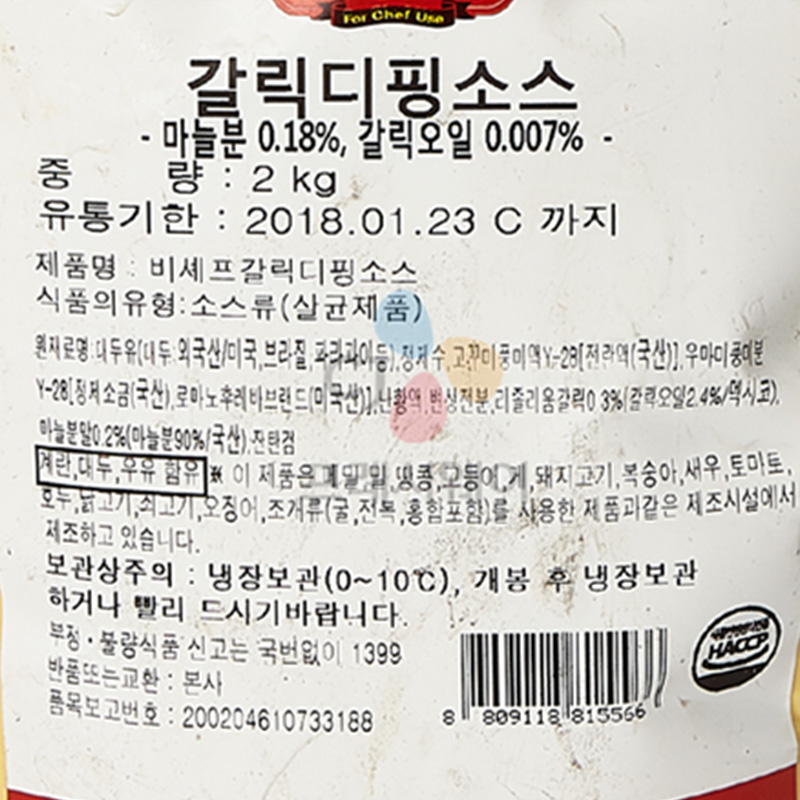 For Chef Use
갈릭디핑소스
- 마늘분 0.18%, 갈릭오일 0.007% -
중 량 : 2 kg
유통기한 : 2018.01.23 C 까지
제품명 : 비셰프갈릭디핑소스
식품의유형:소스류(살균제품)
원재료명:대두유(대두:외국산/미국,브라질,파라과이등),정제수,고꾸미풍미액Y-28[전란액(국산)],우마미풍미분
Y-28[정제소금(국산),로마노후레바브랜드(미국산)],난황액,변성전분,리졸리움갈릭0.3%(갈릭오일2.4%/멕시코),
마늘분말0.2%(마늘분90%/국산),잔탄검
계란,대두,우유 함유 ※ 이 제품은 메밀,밀,땅콩,고등어,게,돼지고기,복숭아,새우,토마토,
호두,닭고기,쇠고기,오징어,조개류(굴,전복,홍합포함)를 사용한 제품과같은 제조시설에서
제조하고 있습니다.
보관상주의 : 냉장보관(0~10℃), 개봉 후 냉장보관
하거나 빨리 드시기바랍니다.
부정·불량식품 신고는 국번없이 1399
반품또는교환 : 본사
품목보고번호 : 200204610733188
8 809118 815566
HACCP